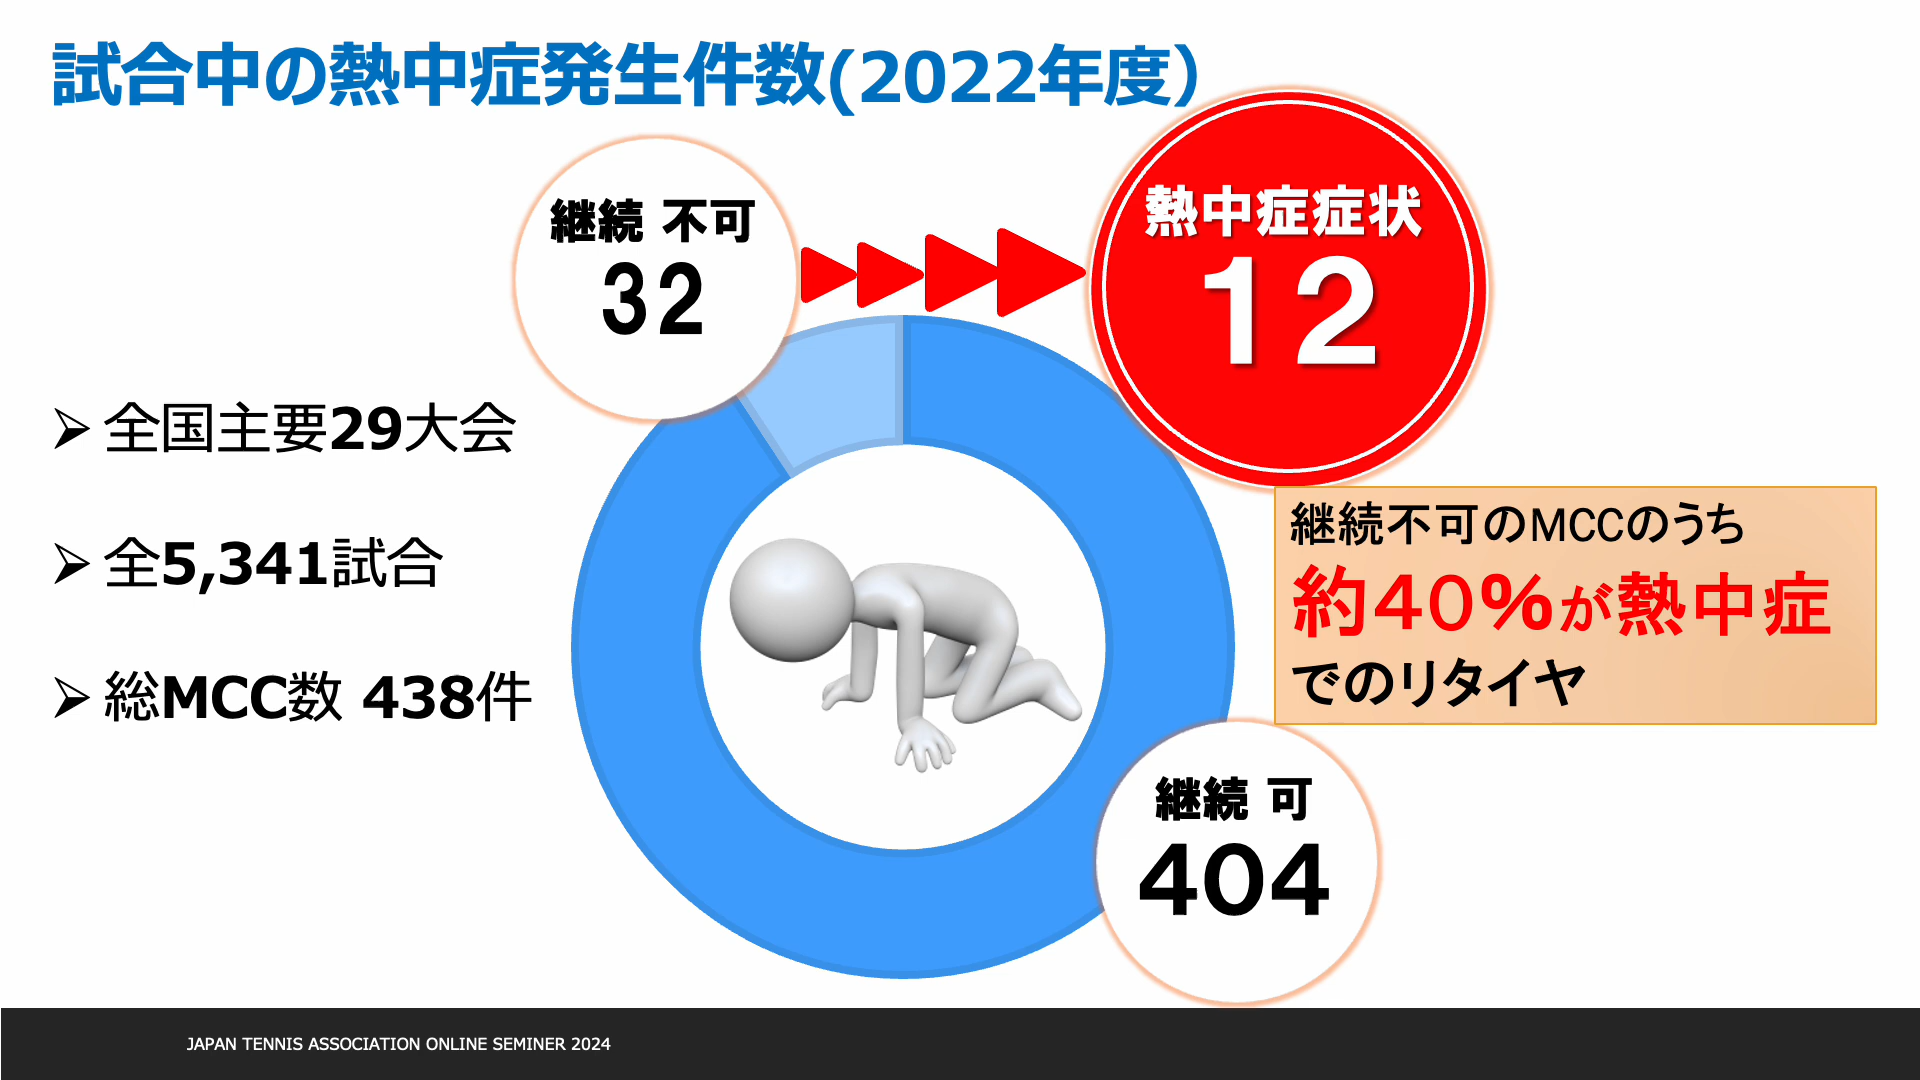 試合中の熱中症発生件数(2022年度）
継続 不可
32
熱中症症状
12
全国主要29大会
全5,341試合
総MCC数 438件
継続不可のMCCのうち
約40％が熱中症
でのリタイヤ
継続 可
404
JAPAN TENNIS ASSOCIATION ONLINE SEMINER 2024